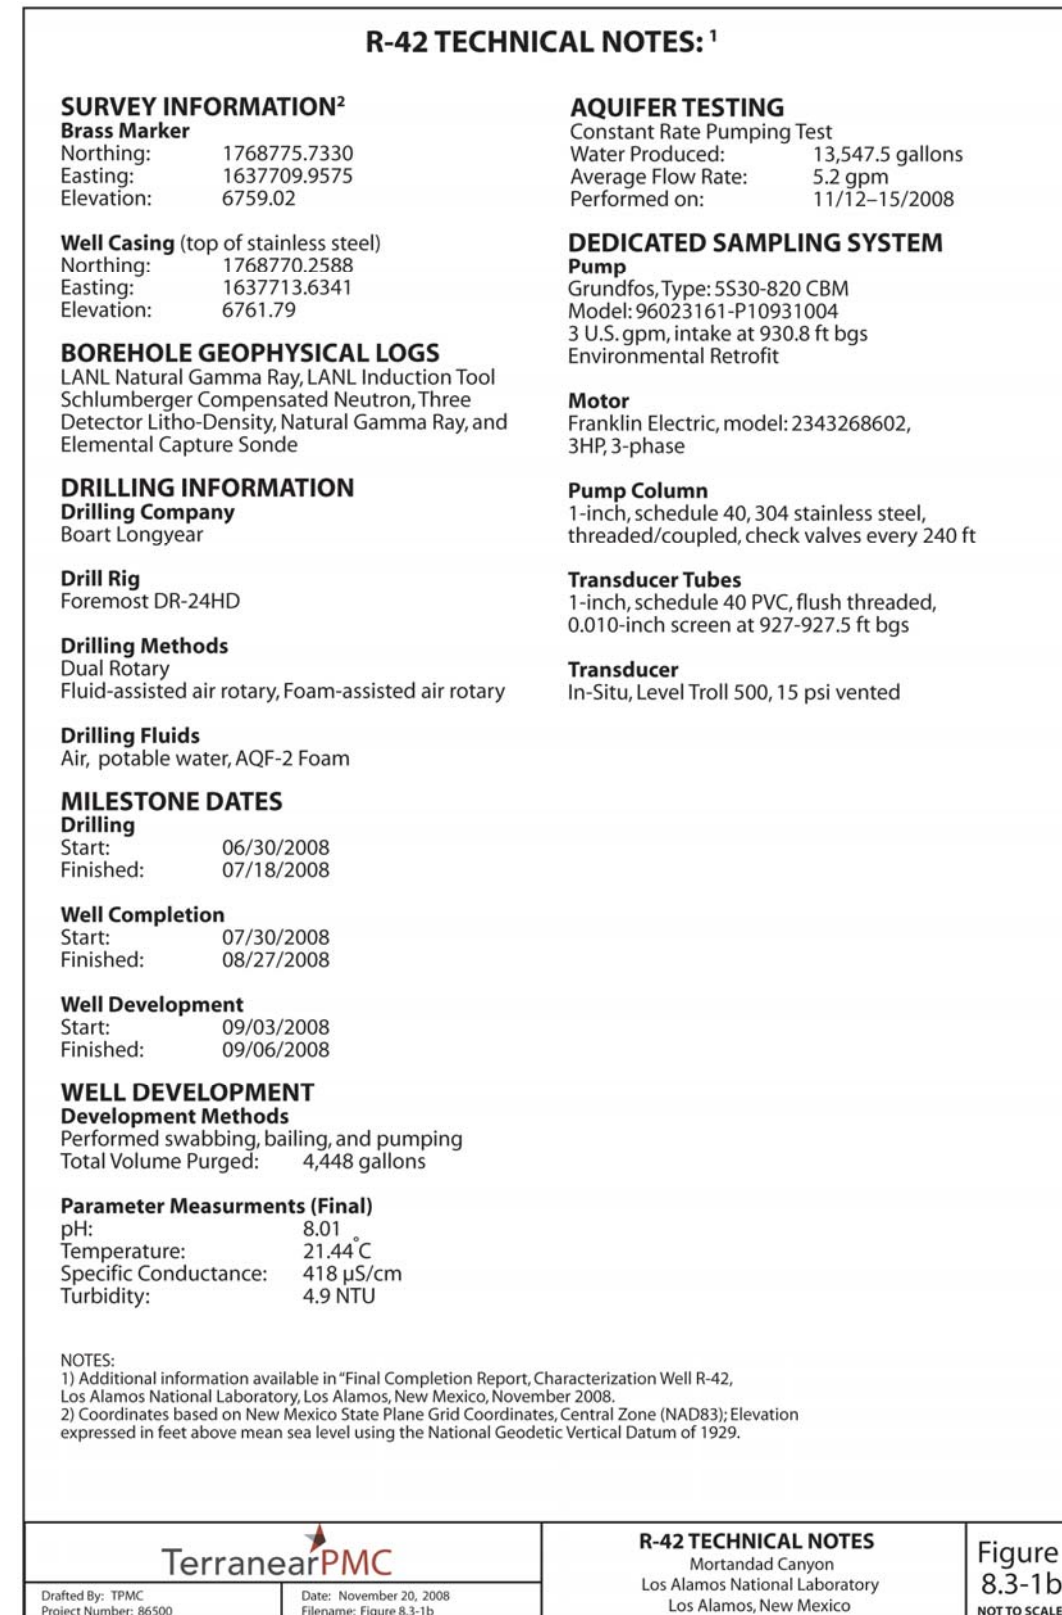 R-42 TECHNICAL NOTES: 1
SURVEY INFORMATION2
Brass Marker
Northing: 1768775.7330
Easting: 1637709.9575
Elevation: 6759.02
Well Casing (top of stainless steel)
Northing: 1768770.2588
Easting: 1637713.6341
Elevation: 6761.79
BOREHOLE GEOPHYSICAL LOGS
LANL Natural Gamma Ray, LANL Induction Tool
Schlumberger Compensated Neutron, Three
Detector Litho-Density, Natural Gamma Ray, and
Elemental Capture Sonde
DRILLING INFORMATION
Drilling Company
Boart Longyear
Drill Rig
Foremost DR-24HD
Drilling Methods
Dual Rotary
Fluid-assisted air rotary, Foam-assisted air rotary
Drilling Fluids
Air, potable water, AQF-2 Foam
MILESTONE DATES
Drilling
Start: 06/30/2008
Finished: 07/18/2008
Well Completion
Start: 07/30/2008
Finished: 08/27/2008
Well Development
Start: 09/03/2008
Finished: 09/06/2008
WELL DEVELOPMENT
Development Methods
Performed swabbing, bailing, and pumping
Total Volume Purged: 4,448 gallons
Parameter Measurments (Final)
pH: 8.01
Temperature: 21.44°C
Specific Conductance: 418 µS/cm
Turbidity: 4.9 NTU
AQUIFER TESTING
Constant Rate Pumping Test
Water Produced: 13,547.5 gallons
Average Flow Rate: 5.2 gpm
Performed on: 11/12–15/2008
DEDICATED SAMPLING SYSTEM
Pump
Grundfos, Type: 5S30-820 CBM
Model: 96023161-P10931004
3 U.S. gpm, intake at 930.8 ft bgs
Environmental Retrofit
Motor
Franklin Electric, model: 2343268602,
3HP, 3-phase
Pump Column
1-inch, schedule 40, 304 stainless steel,
threaded/coupled, check valves every 240 ft
Transducer Tubes
1-inch, schedule 40 PVC, flush threaded,
0.010-inch screen at 927-927.5 ft bgs
Transducer
In-Situ, Level Troll 500, 15 psi vented
NOTES:
1) Additional information available in “Final Completion Report, Characterization Well R-42,
Los Alamos National Laboratory, Los Alamos, New Mexico, November 2008.
2) Coordinates based on New Mexico State Plane Grid Coordinates, Central Zone (NAD83); Elevation
expressed in feet above mean sea level using the National Geodetic Vertical Datum of 1929.
TerranearPMC
Drafted By: TPMC
Project Number: 86500
Date: November 20, 2008
Filename: Figure 8.3-1b
R-42 TECHNICAL NOTES
Mortandad Canyon
Los Alamos National Laboratory
Los Alamos, New Mexico
Figure
8.3-1b
NOT TO SCALE